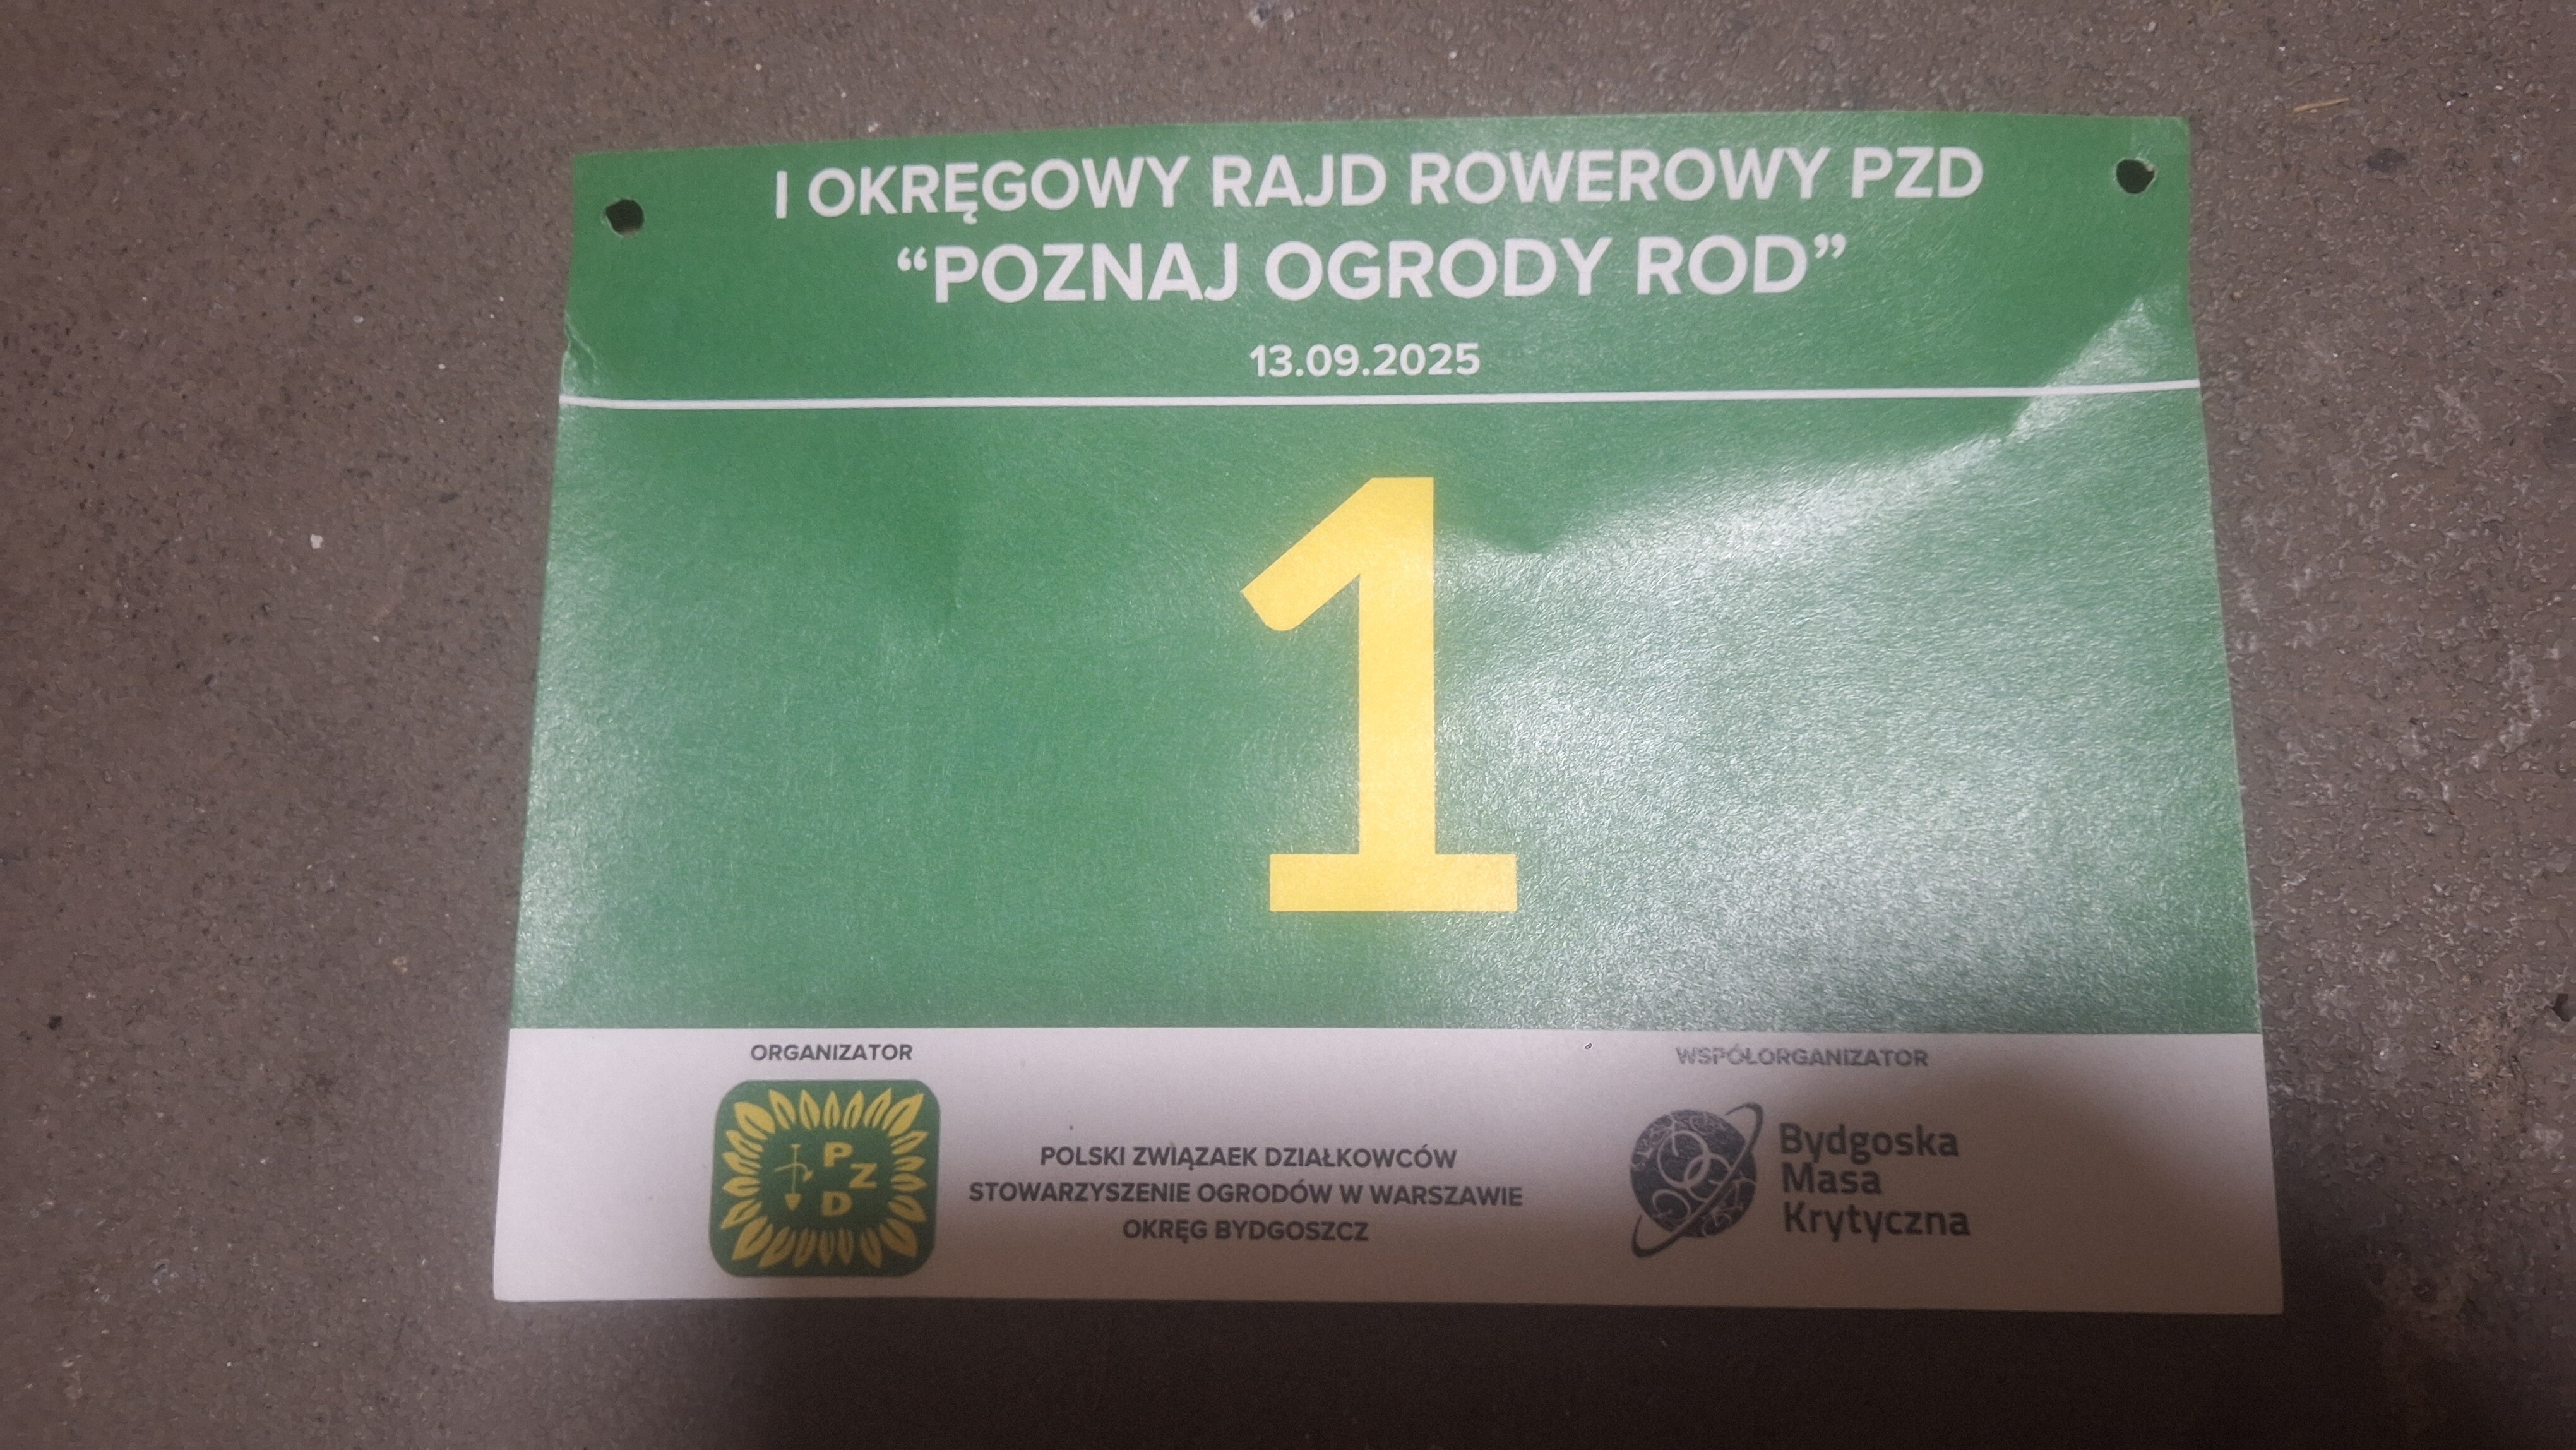 I OKRĘGOWY RAJD ROWEROWY PZD
“POZNAJ OGRODY ROD”
13.09.2025
1
ORGANIZATOR
P
Z
D
POLSKI ZWIĄZAEK DZIAŁKOWCÓW
STOWARZYSZENIE OGRODÓW W WARSZAWIE
OKRĘG BYDGOSZCZ
WSPÓŁORGANIZATOR
Bydgoska
Masa
Krytyczna